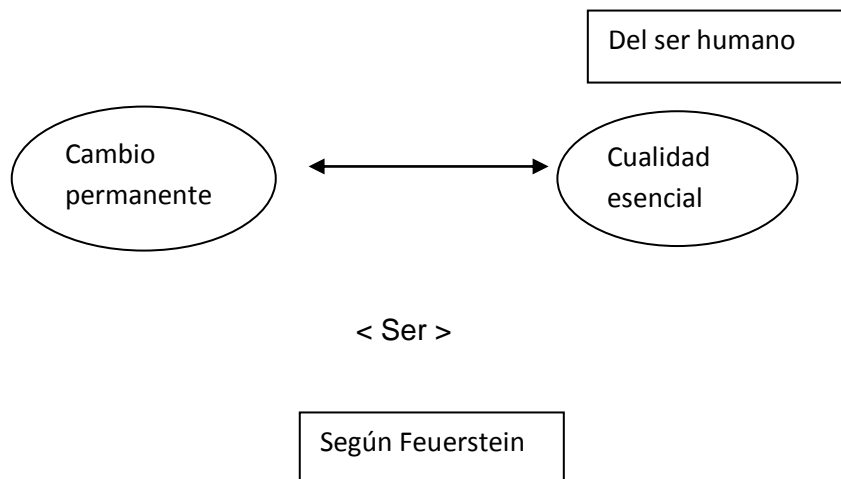 Del ser humano
Cambio
permanente
Cualidad
esencial
< Ser >
Según Feuerstein